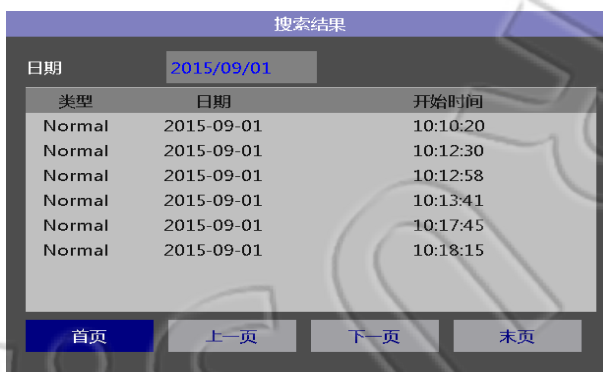 搜索结果
日期 2015/09/01
类型 日期 开始时间
Normal 2015-09-01 10:10:20
Normal 2015-09-01 10:12:30
Normal 2015-09-01 10:12:58
Normal 2015-09-01 10:13:41
Normal 2015-09-01 10:17:45
Normal 2015-09-01 10:18:15
首页 上一页 下一页 末页